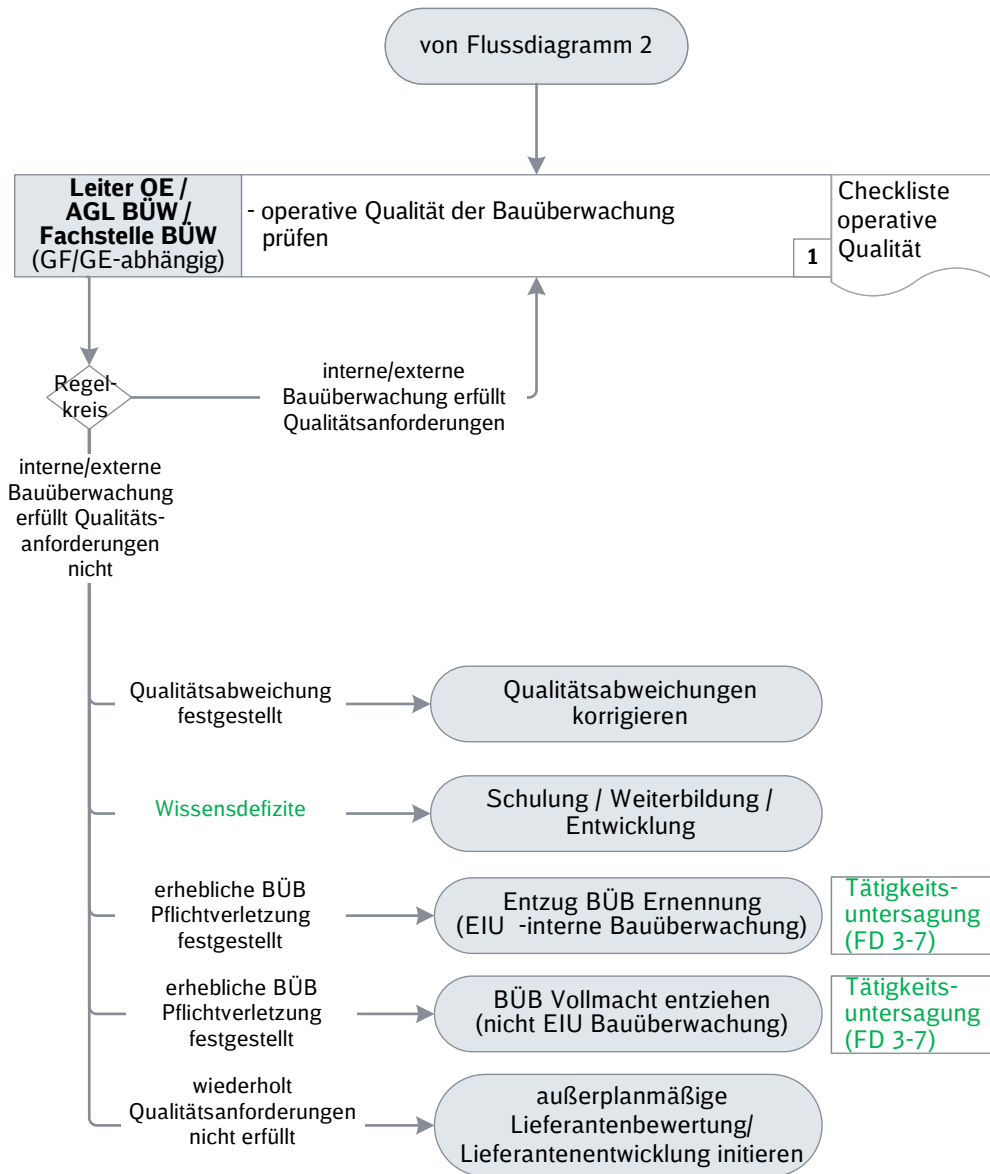 von Flussdiagramm 2
Leiter OE /
AGL BÜW /
Fachstelle BÜW
(GF/GE-abhängig)
- operative Qualität der Bauüberwachung
prüfen
1
Checkliste
operative
Qualität
Regel-
kreis
interne/externe
Bauüberwachung erfüllt
Qualitätsanforderungen
interne/externe
Bauüberwachung
erfüllt Qualitäts-
anforderungen
nicht
Qualitätsabweichung
festgestellt
Qualitätsabweichungen
korrigieren
Wissensdefizite
Schulung / Weiterbildung /
Entwicklung
erhebliche BÜB
Pflichtverletzung
festgestellt
Entzug BÜB Ernennung
(EIU -interne Bauüberwachung)
Tätigkeits-
untersagung
(FD 3-7)
erhebliche BÜB
Pflichtverletzung
festgestellt
BÜB Vollmacht entziehen
(nicht EIU Bauüberwachung)
Tätigkeits-
untersagung
(FD 3-7)
wiederholt
Qualitätsanforderungen
nicht erfüllt
außerplanmäßige
Lieferantenbewertung/
Lieferantenentwicklung initieren